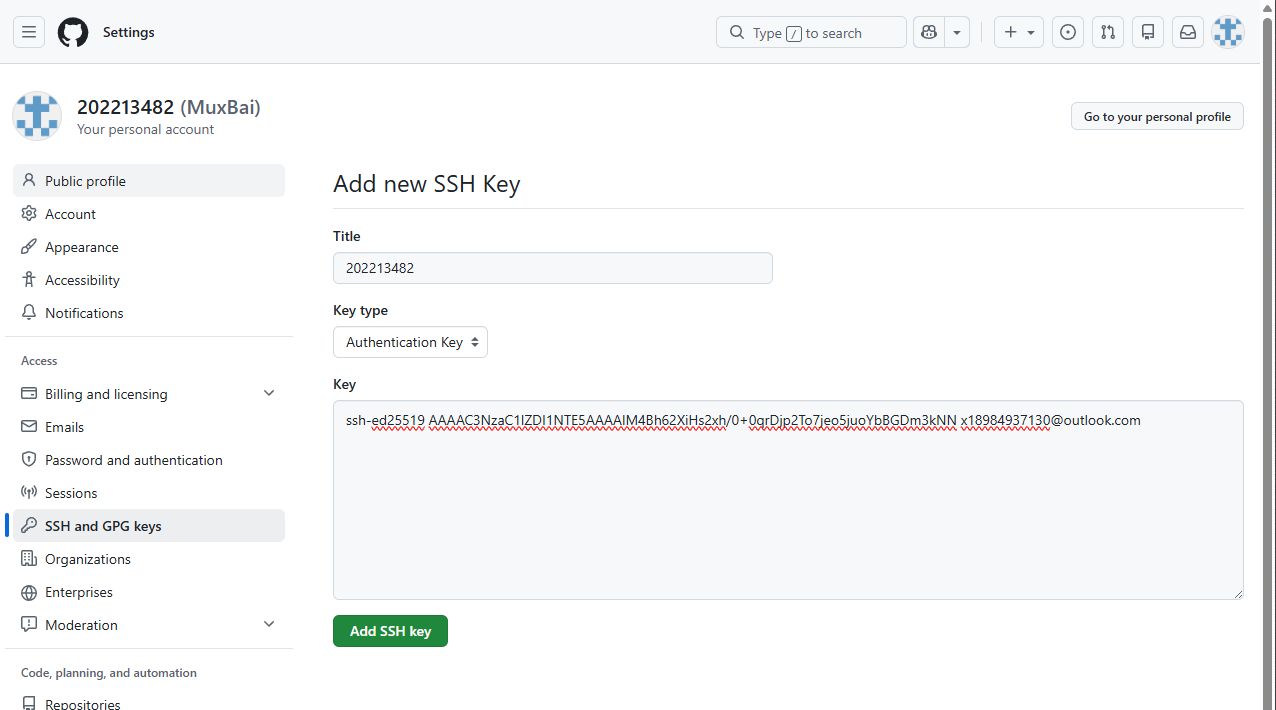 Settings
Type / to search
202213482 (MuxBai)
Your personal account
Go to your personal profile
Public profile
Account
Appearance
Accessibility
Notifications
Access
Billing and licensing
Emails
Password and authentication
Sessions
SSH and GPG keys
Organizations
Enterprises
Moderation
Code, planning, and automation
Repositories
Add new SSH Key
Title
202213482
Key type
Authentication Key
Key
ssh-ed25519 AAAAC3NzaC1lZDI1NTE5AAAAIM4Bh62XiHs2xh/0+0qrDjp2To7jeo5juoYbBGDm3kNN x18984937130@outlook.com
Add SSH key